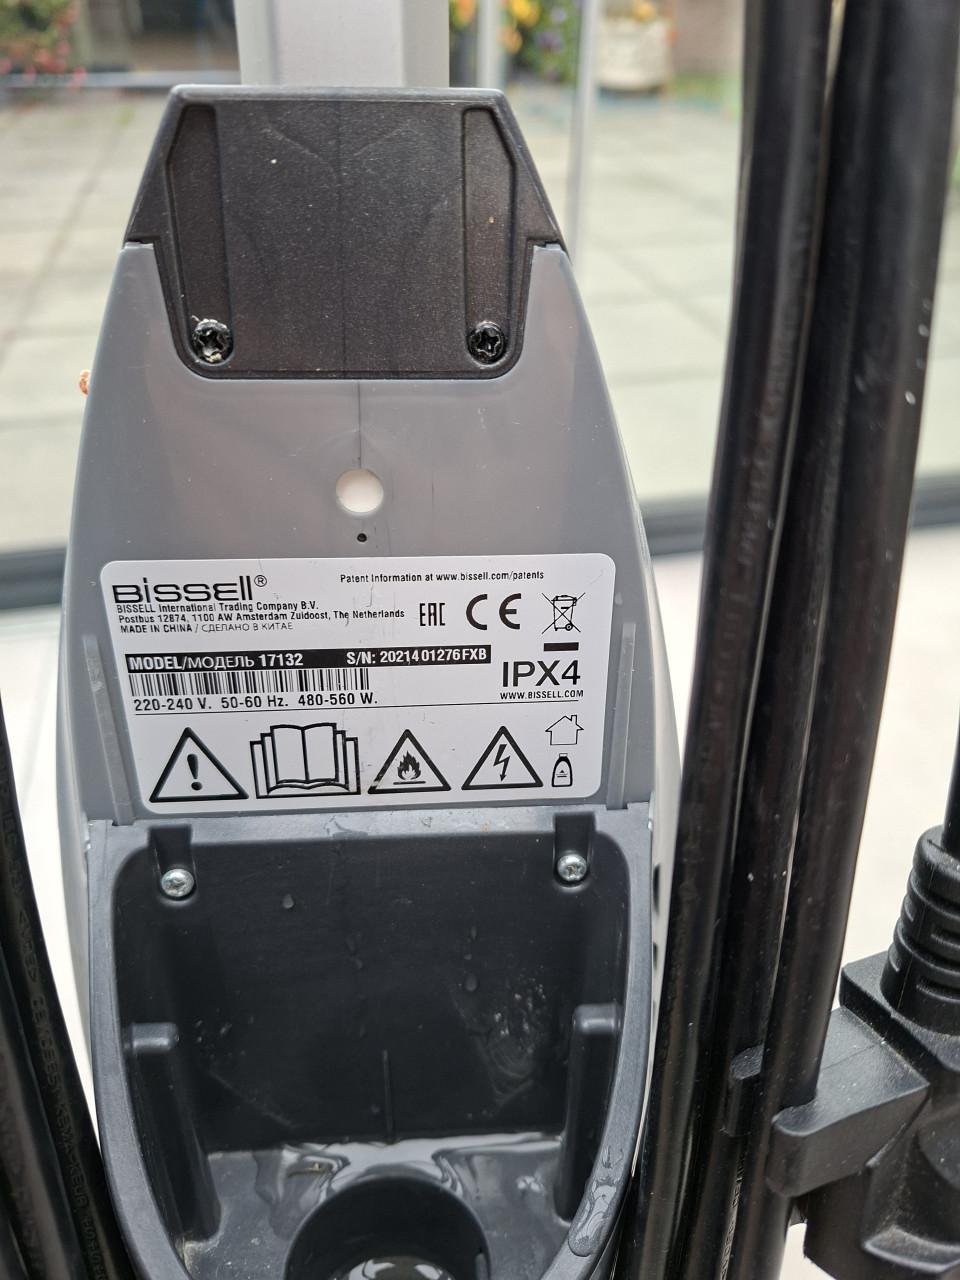 Bissell®
Patent Information at www.bissell.com/patents
BISSELL International Trading Company B.V.
Postbus 12874, 1100 AW Amsterdam Zuidoost, The Netherlands
MADE IN CHINA / СДЕЛАНО В КИТАЕ
EAC CE
MODEL/МОДЕЛЬ 17132 S/N: 2021401276FXB
IPX4
220-240 V. 50-60 Hz. 480-560 W.
WWW.BISSELL.COM